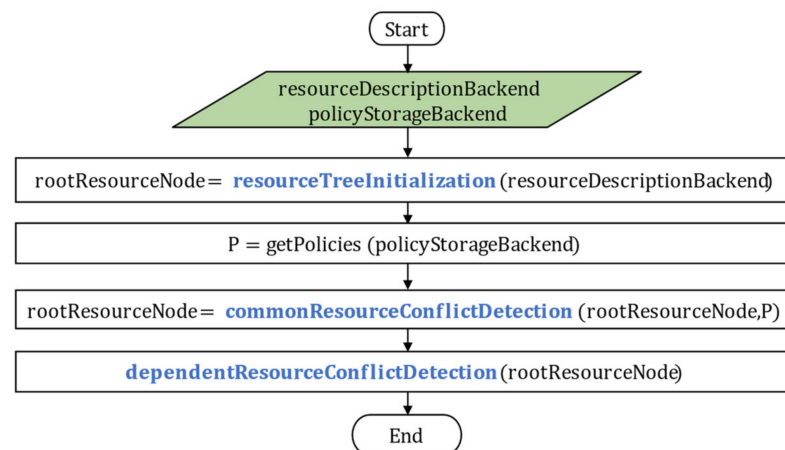 Start
resourceDescriptionBackend
policyStorageBackend
rootResourceNode= resourceTreeInitialization(resourceDescriptionBackend)
P = getPolicies (policyStorageBackend)
rootResourceNode= commonResourceConflictDetection (rootResourceNode,P)
dependentResourceConflictDetection(rootResourceNode)
End